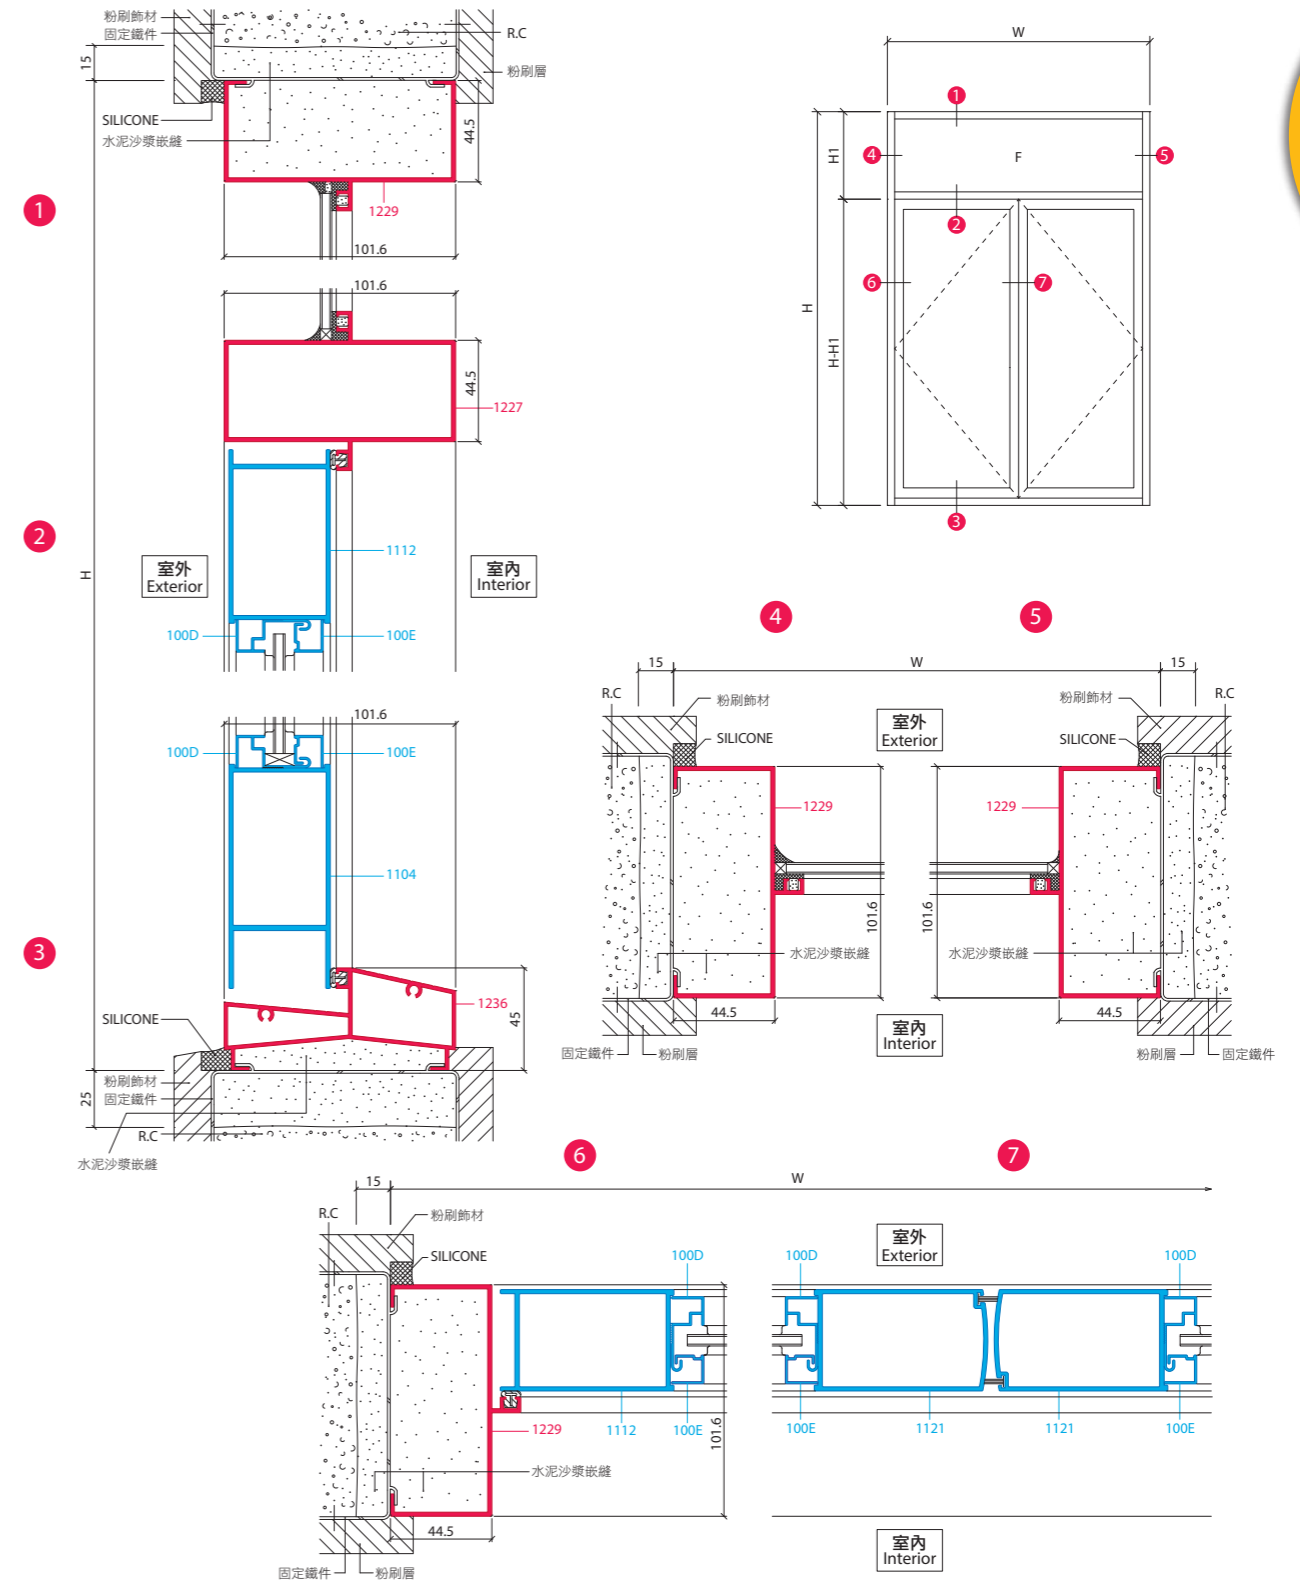 粉刷飾材
固定鐵件
R.C
粉刷層
15
SILICONE
水泥沙漿嵌縫
44.5
1
1229
101.6
101.6
44.5
1227
2
1112
H
室外
Exterior
室內
Interior
100D
100E
101.6
100D
100E
1104
3
1236
45
SILICONE
粉刷飾材
固定鐵件
25
R.C
水泥沙漿嵌縫
W
1
H1
4
F
5
2
6
7
H
H-H1
3
4
5
15
W
15
R.C
粉刷飾材
粉刷飾材
R.C
室外
Exterior
SILICONE
SILICONE
1229
1229
101.6
101.6
水泥沙漿嵌縫
水泥沙漿嵌縫
44.5
44.5
室內
Interior
固定鐵件
粉刷層
粉刷層
固定鐵件
6
7
15
W
R.C
粉刷飾材
SILICONE
室外
Exterior
100D
100D
100D
1229
1112
100E
101.6
100E
1121
1121
100E
水泥沙漿嵌縫
44.5
室內
Interior
固定鐵件
粉刷層